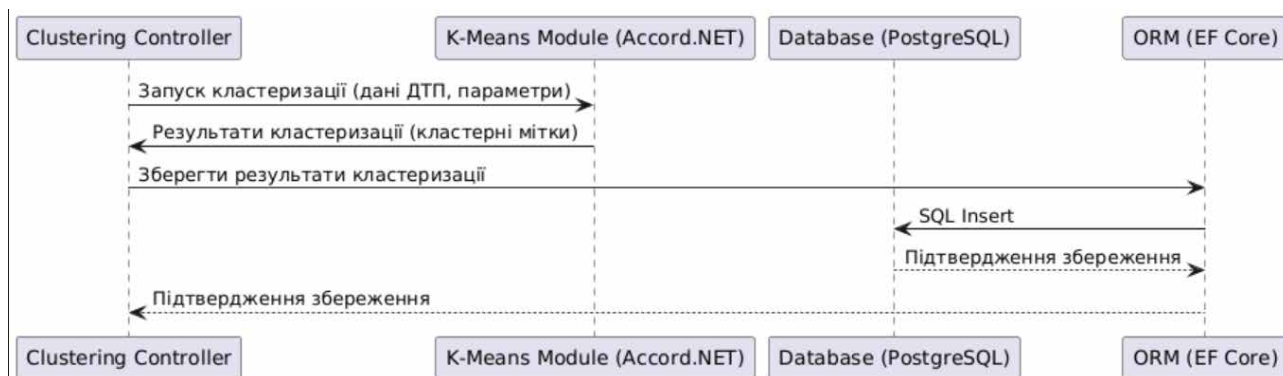 Clustering Controller
K-Means Module (Accord.NET)
Database (PostgreSQL)
ORM (EF Core)
Запуск кластеризації (дані ДТП, параметри)
Результати кластеризації (кластерні мітки)
Зберегти результати кластеризації
SQL Insert
Підтвердження збереження
Підтвердження збереження
Clustering Controller
K-Means Module (Accord.NET)
Database (PostgreSQL)
ORM (EF Core)